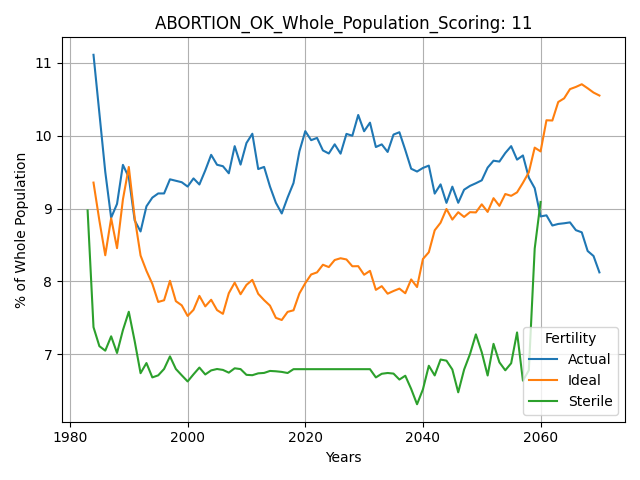 ABORTION_OK_Whole_Population_Scoring: 11
% of Whole Population
11
10
9
8
7
Fertility
Actual
Ideal
Sterile
1980 2000 2020 2040 2060
Years